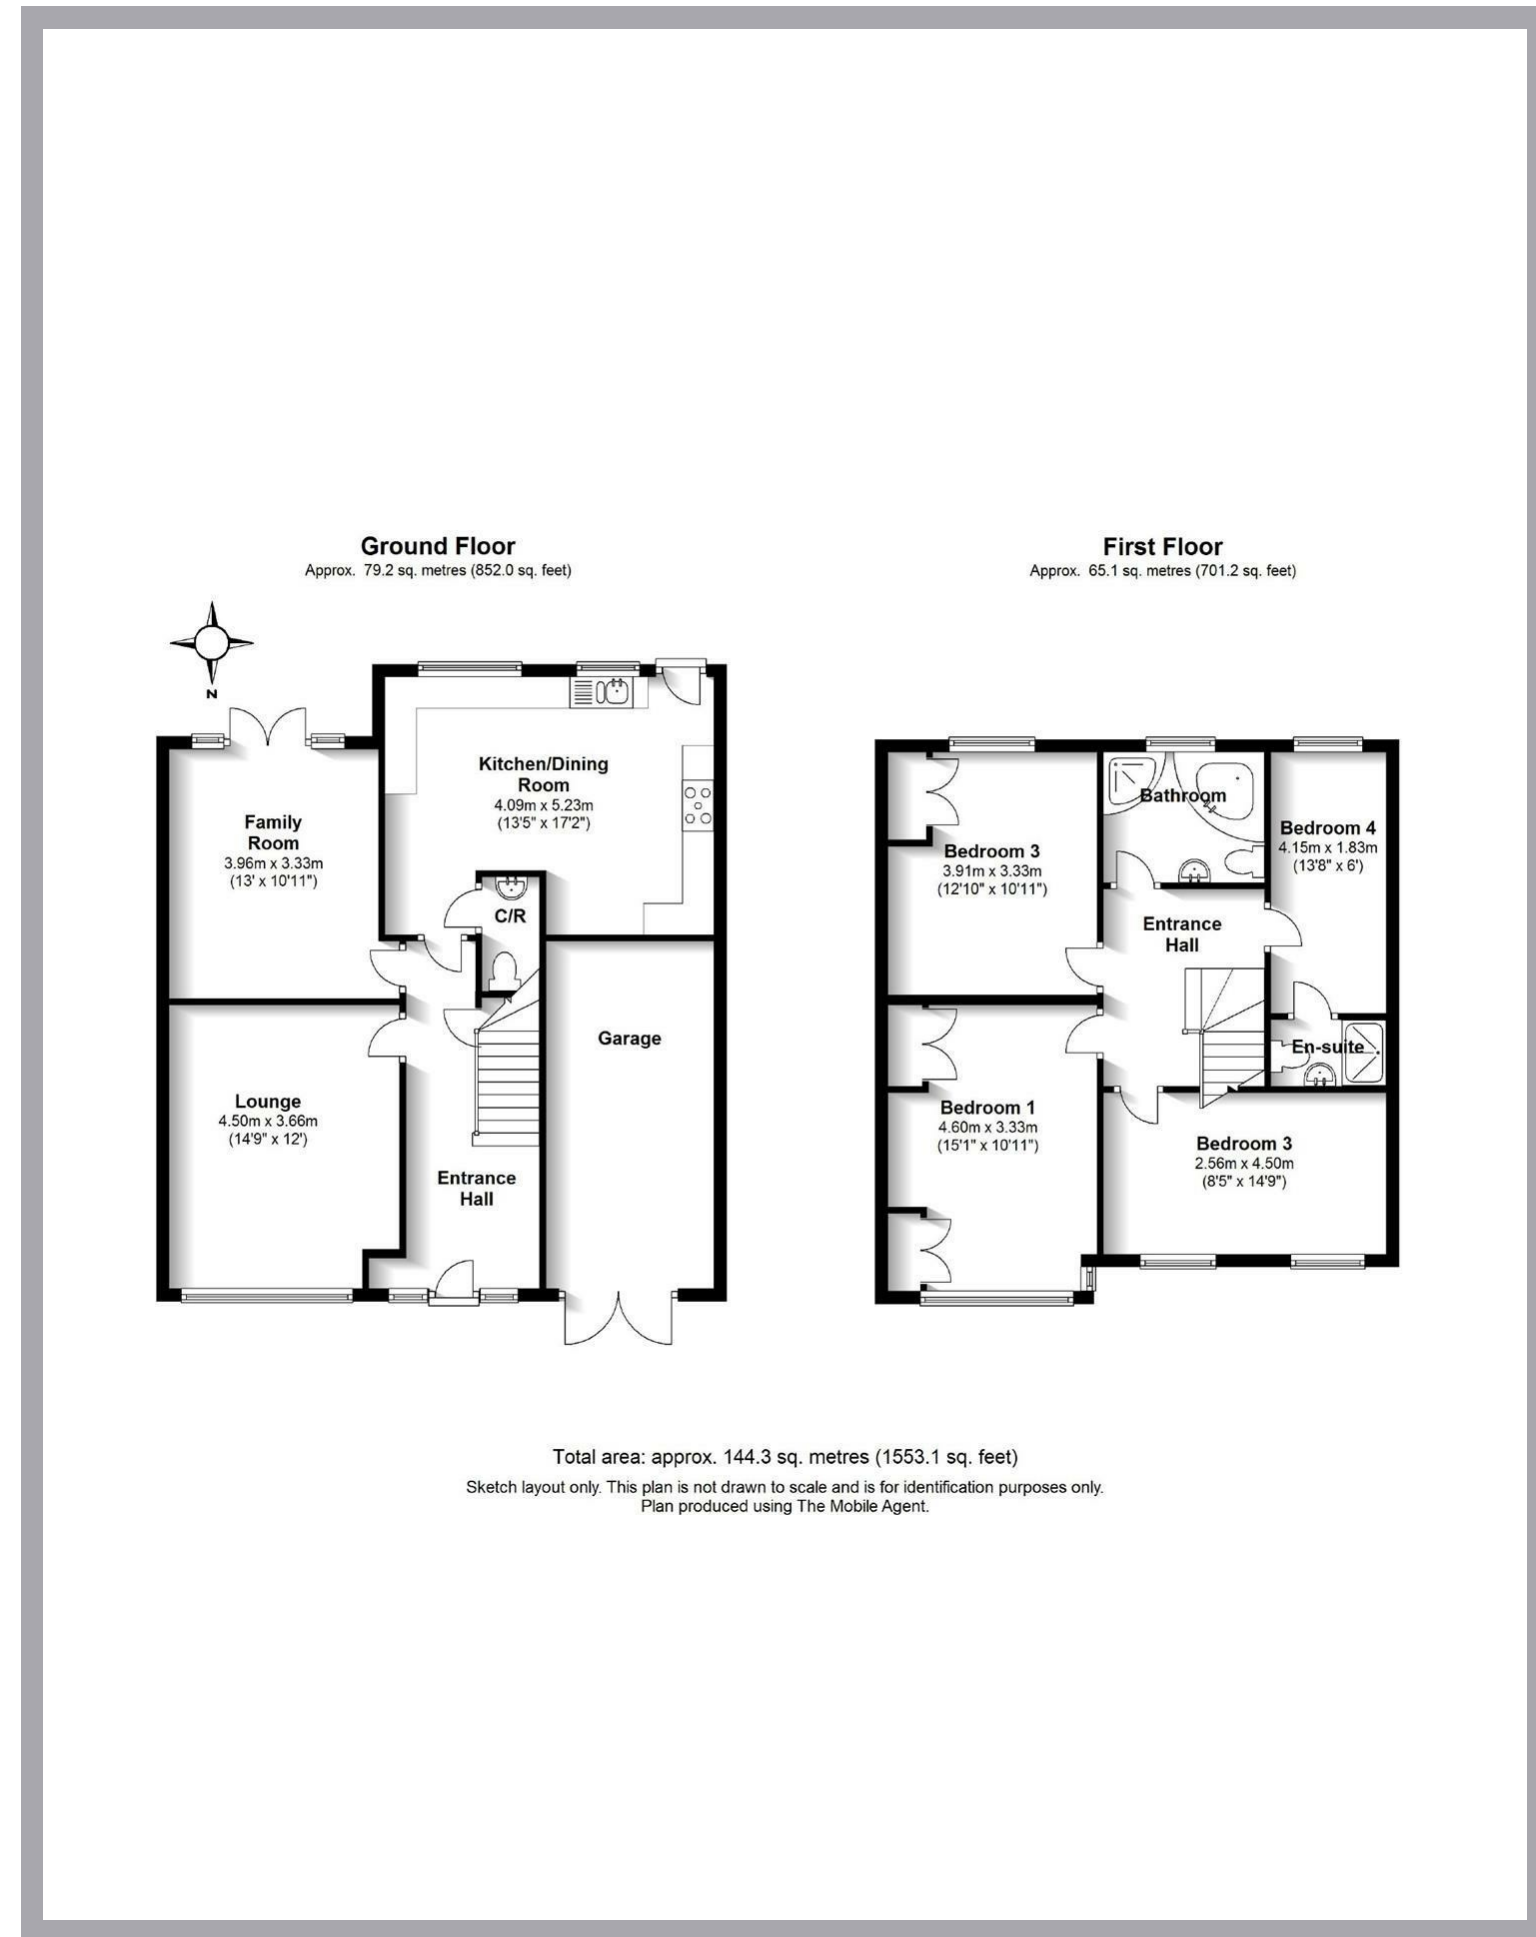 Ground Floor
Approx. 79.2 sq. metres (852.0 sq. feet)
N
Kitchen/Dining
Room
4.09m x 5.23m
(13'5" x 17'2")
Family
Room
3.96m x 3.33m
(13' x 10'11")
C/R
Garage
Lounge
4.50m x 3.66m
(14'9" x 12')
Entrance
Hall
First Floor
Approx. 65.1 sq. metres (701.2 sq. feet)
Bathroom
Bedroom 4
4.15m x 1.83m
(13'8" x 6')
Bedroom 3
3.91m x 3.33m
(12'10" x 10'11")
Entrance
Hall
En-suite
Bedroom 1
4.60m x 3.33m
(15'1" x 10'11")
Bedroom 3
2.56m x 4.50m
(8'5" x 14'9")
Total area: approx. 144.3 sq. metres (1553.1 sq. feet)
Sketch layout only. This plan is not drawn to scale and is for identification purposes only.
Plan produced using The Mobile Agent.